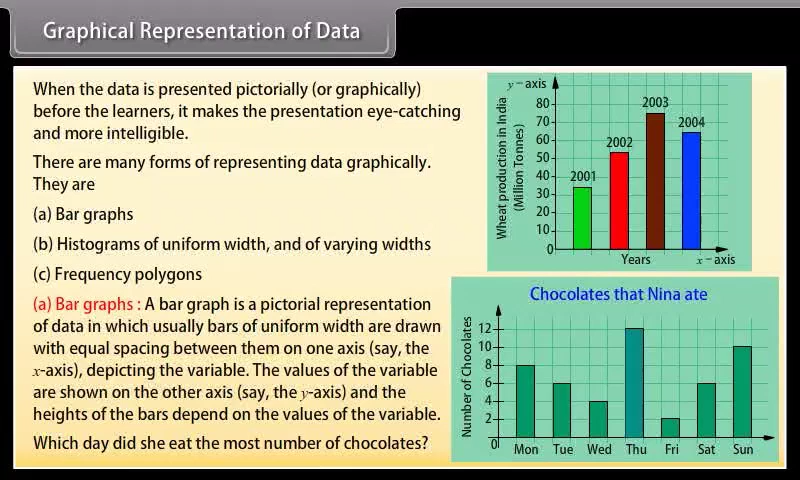 Graphical Representation of Data
When the data is presented pictorially (or graphically)
before the learners, it makes the presentation eye-catching
and more intelligible.
There are many forms of representing data graphically.
They are
(a) Bar graphs
(b) Histograms of uniform width, and of varying widths
(c) Frequency polygons
(a) Bar graphs : A bar graph is a pictorial representation
of data in which usually bars of uniform width are drawn
with equal spacing between them on one axis (say, the
x-axis), depicting the variable. The values of the variable
are shown on the other axis (say, the y-axis) and the
heights of the bars depend on the values of the variable.
Which day did she eat the most number of chocolates?
y – axis
Wheat production in India
(Million Tonnes)
80
70
60
50
40
30
20
10
0
2001
2002
2003
2004
Years
x – axis
Chocolates that Nina ate
Number of Chocolates
12
10
8
6
4
2
0
Mon Tue Wed Thu Fri Sat Sun